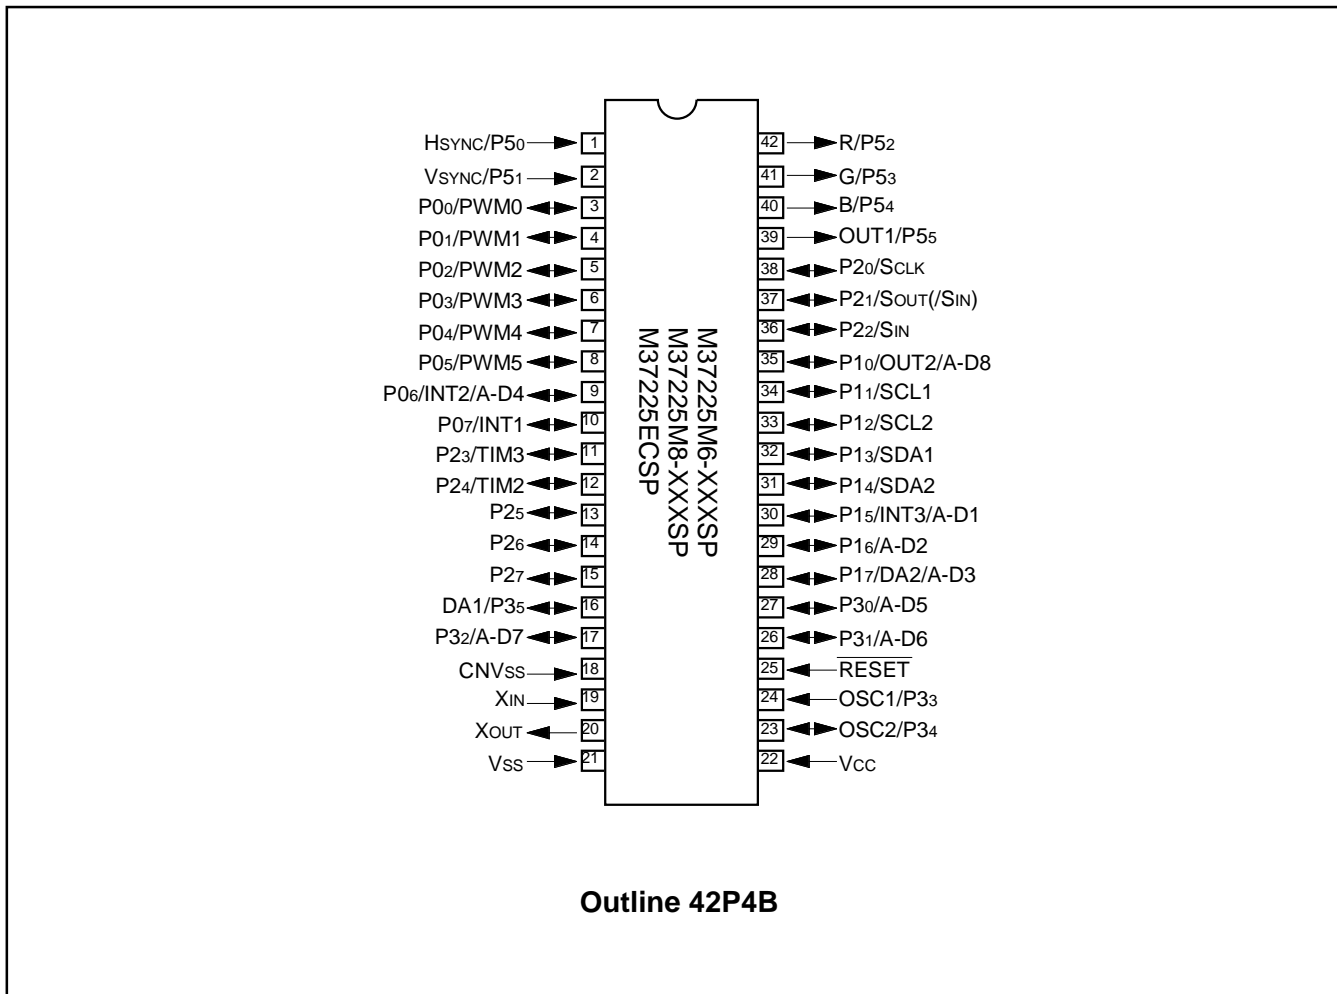 HSYNC/P50 1 42 R/P52
VSYNC/P51 2 41 G/P53
P00/PWM0 3 40 B/P54
P01/PWM1 4 39 OUT1/P55
P02/PWM2 5 38 P20/SCLK
P03/PWM3 6 37 P21/SOUT(/SIN)
P04/PWM4 7 36 P22/SIN
P05/PWM5 8 35 P10/OUT2/A-D8
P06/INT2/A-D4 9 34 P11/SCL1
P07/INT1 10 33 P12/SCL2
P23/TIM3 11 32 P13/SDA1
P24/TIM2 12 31 P14/SDA2
P25 13 30 P15/INT3/A-D1
P26 14 29 P16/A-D2
P27 15 28 P17/DA2/A-D3
DA1/P35 16 27 P30/A-D5
P32/A-D7 17 26 P31/A-D6
CNVSS 18 25 RESET
XIN 19 24 OSC1/P33
XOUT 20 23 OSC2/P34
VSS 21 22 VCC
M37225M6-XXXSP
M37225M8-XXXSP
M37225ECSP
Outline 42P4B